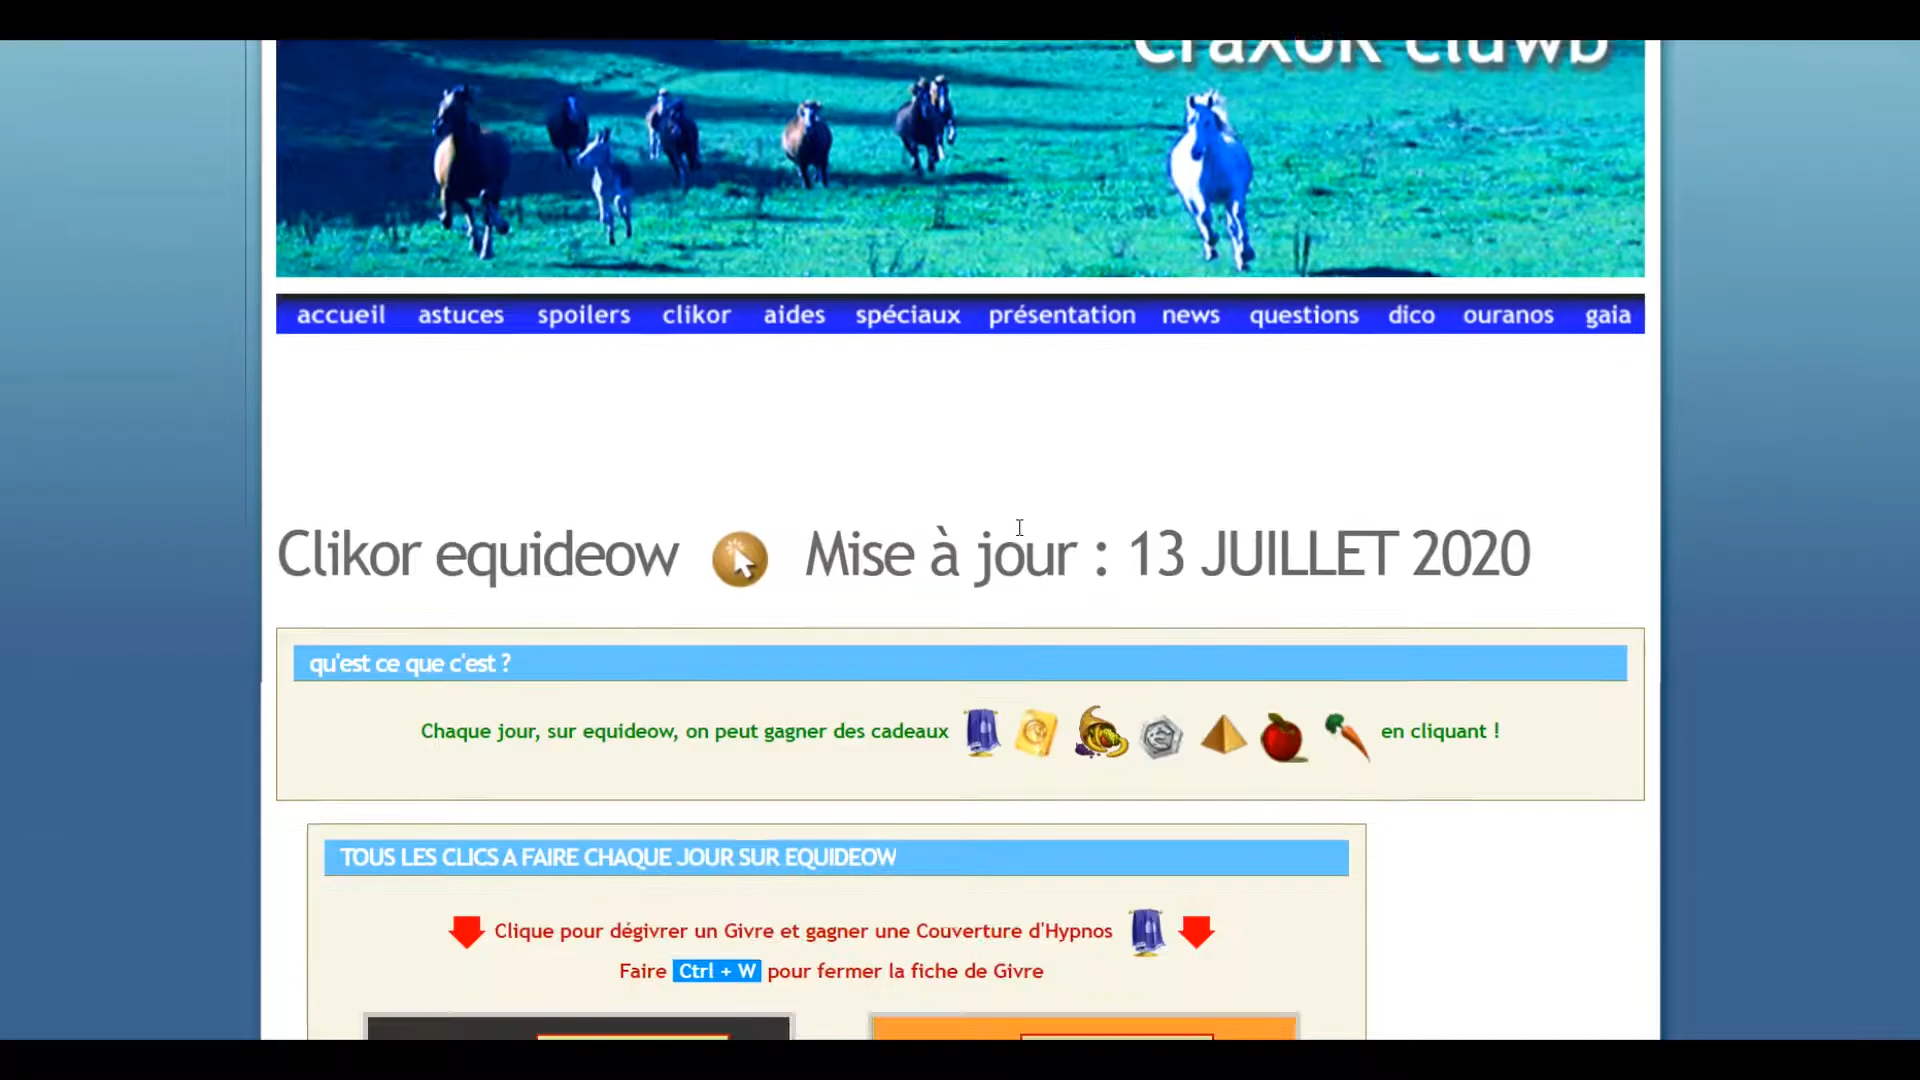 CraXoR cluwb
accueil astuces spoilers clikor aides spéciaux présentation news questions dico ouranos gaia
Clikor equideow Mise à jour : 13 JUILLET 2020
qu'est ce que c'est ?
Chaque jour, sur equideow, on peut gagner des cadeaux en cliquant !
TOUS LES CLICS A FAIRE CHAQUE JOUR SUR EQUIDEOW
Clique pour dégivrer un Givre et gagner une Couverture d'Hypnos
Faire Ctrl + W pour fermer la fiche de Givre